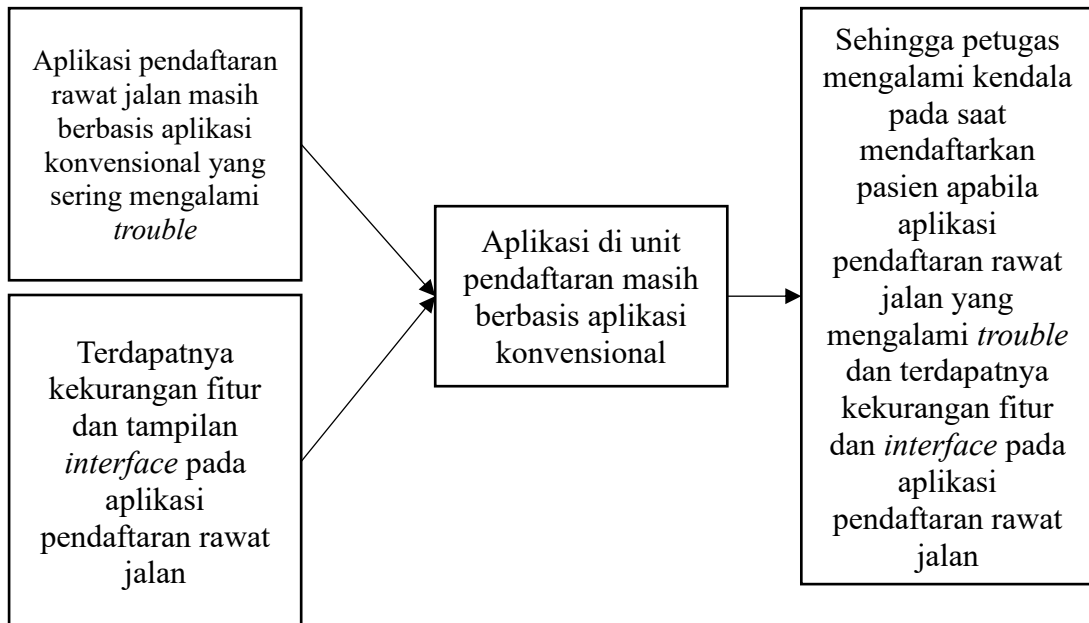 Aplikasi pendaftaran
rawat jalan masih
berbasis aplikasi
konvensional yang
sering mengalami
trouble
Terdapatnya
kekurangan fitur
dan tampilan
interface pada
aplikasi
pendaftaran rawat
jalan
Aplikasi di unit
pendaftaran masih
berbasis aplikasi
konvensional
Sehingga petugas
mengalami kendala
pada saat
mendaftarkan
pasien apabila
aplikasi
pendaftaran rawat
jalan yang
mengalami trouble
dan terdapatnya
kekurangan fitur
dan interface pada
aplikasi
pendaftaran rawat
jalan